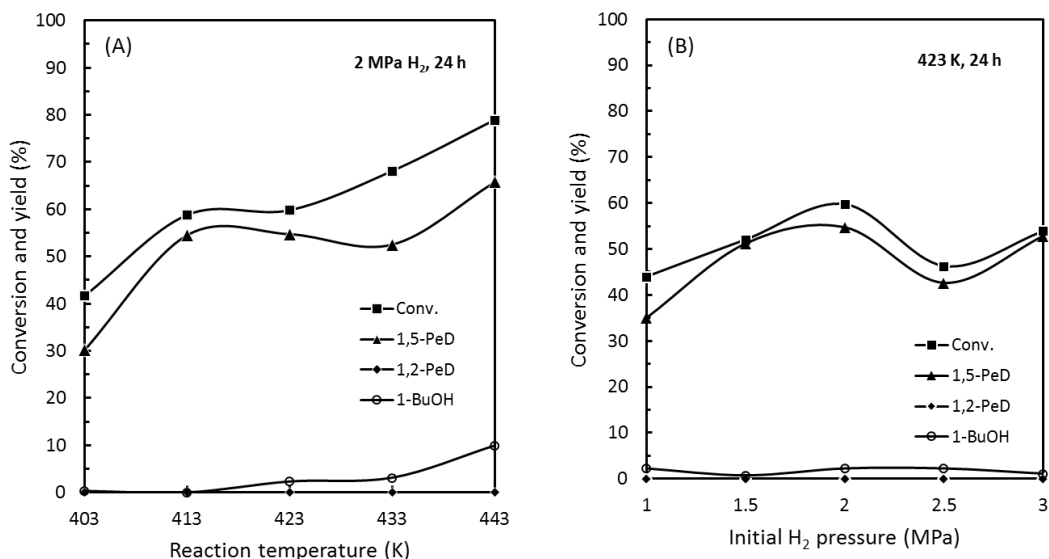 (A)
2 MPa H₂, 24 h
Conversion and yield (%)
100
90
80
70
60
50
40
30
20
10
0
Conv.
1,5-PeD
1,2-PeD
1-BuOH
403 413 423 433 443
Reaction temperature (K)
(B)
423 K, 24 h
Conversion and yield (%)
100
90
80
70
60
50
40
30
20
10
0
Conv.
1,5-PeD
1,2-PeD
1-BuOH
1 1.5 2 2.5 3
Initial H₂ pressure (MPa)